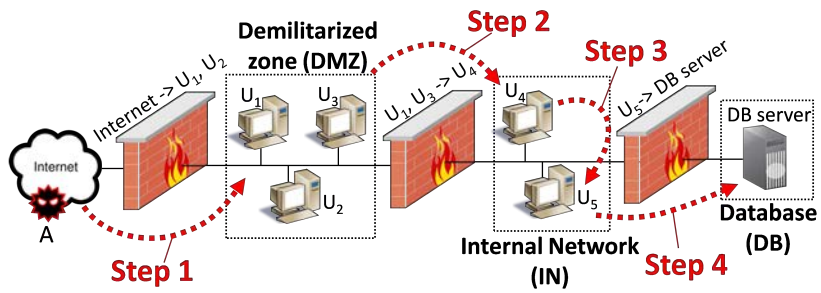 Demilitarized
zone (DMZ)
Step 2
Step 3
Internet -> U1, U2
U1, U3 -> U4
U5-> DB server
U1
U3
U4
DB server
Internet
U2
U5
A
Database
(DB)
Internal Network
(IN)
Step 1
Step 4